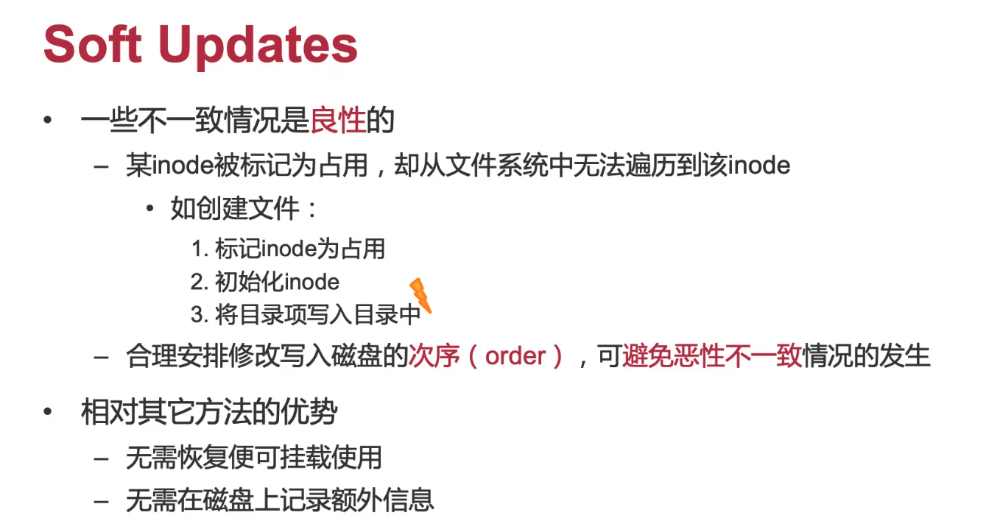 Soft Updates
• 一些不一致情况是良性的
– 某inode被标记为占用，却从文件系统中无法遍历到该inode
• 如创建文件：
1. 标记inode为占用
2. 初始化inode
3. 将目录项写入目录中
– 合理安排修改写入磁盘的次序（order），可避免恶性不一致情况的发生
• 相对其它方法的优势
– 无需恢复便可挂载使用
– 无需在磁盘上记录额外信息